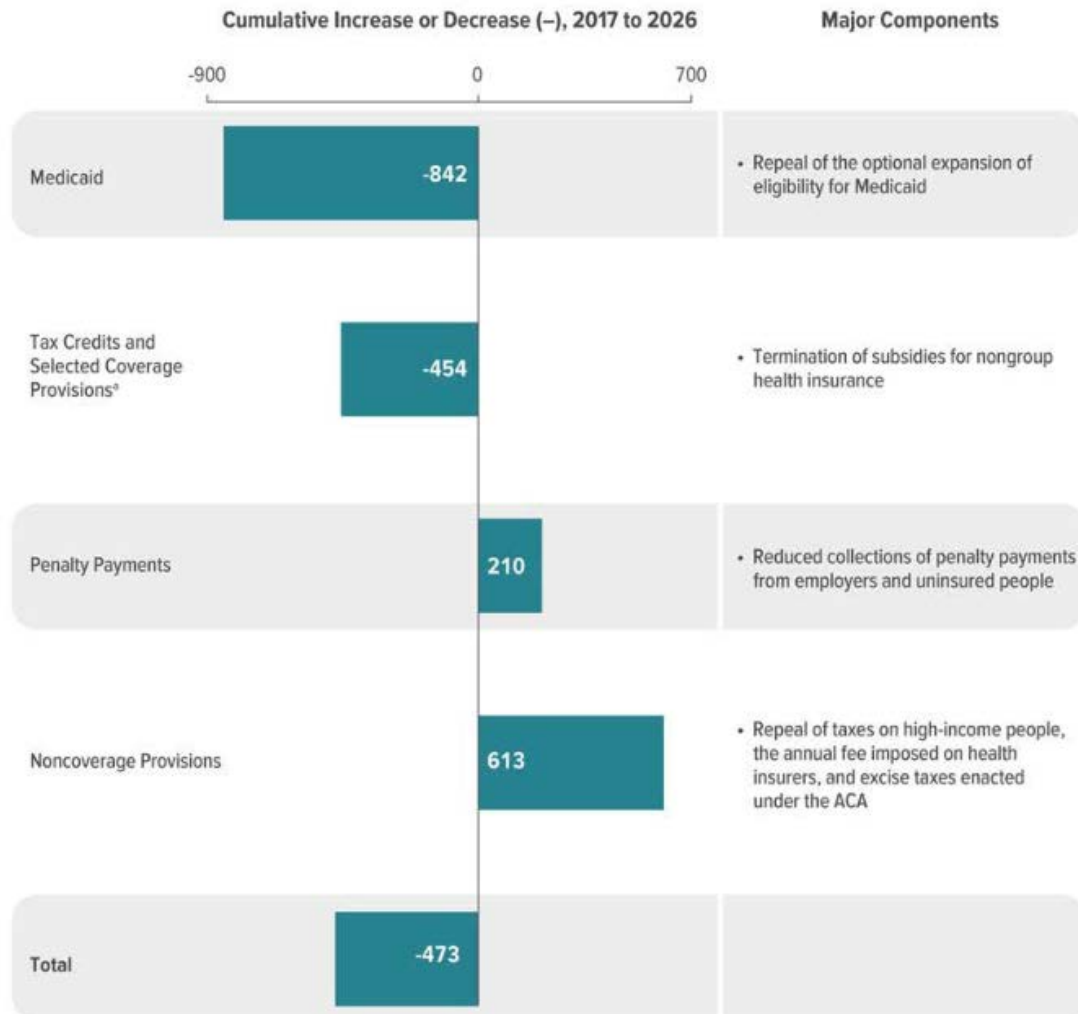 Cumulative Increase or Decrease (–), 2017 to 2026
Major Components
-900
0
700
Medicaid
-842
• Repeal of the optional expansion of
eligibility for Medicaid
Tax Credits and
Selected Coverage
Provisionsᵃ
-454
• Termination of subsidies for nongroup
health insurance
Penalty Payments
210
• Reduced collections of penalty payments
from employers and uninsured people
Noncoverage Provisions
613
• Repeal of taxes on high-income people,
the annual fee imposed on health
insurers, and excise taxes enacted
under the ACA
Total
-473